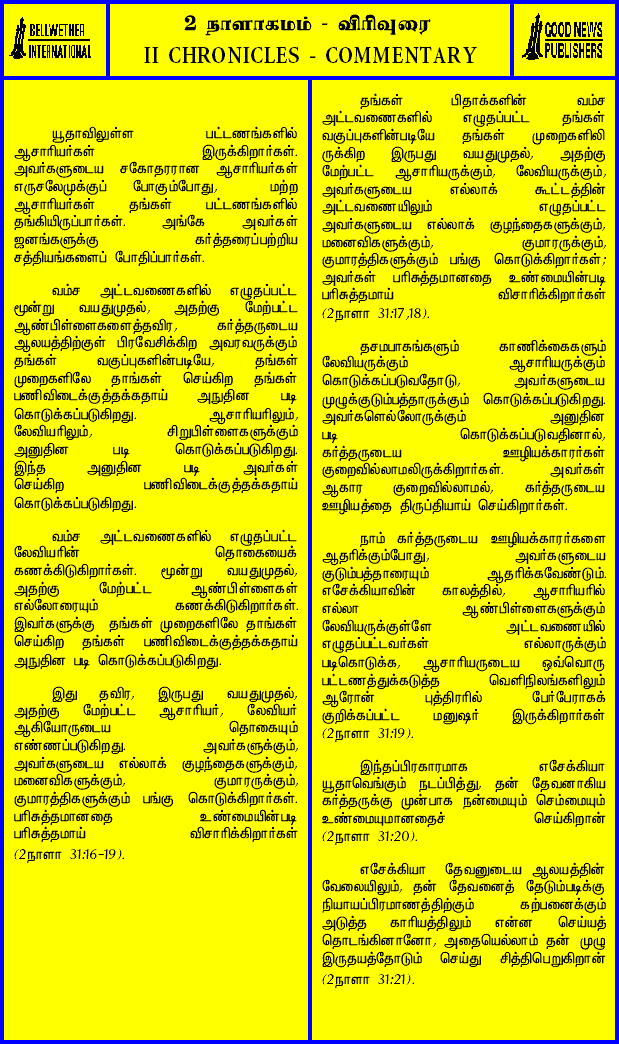 BELLWETHER
INTERNATIONAL
2 நாளாகமம் - விரிவுரை
II CHRONICLES - COMMENTARY
GOOD NEWS
PUBLISHERS
யூதாவிலுள்ள பட்டணங்களில்
ஆசாரியர்கள் இருக்கிறார்கள்.
அவர்களுடைய சகோதரரான ஆசாரியர்கள்
எருசலேமுக்குப் போகும்போது, மற்ற
ஆசாரியர்கள் தங்கள் பட்டணங்களில்
தங்கியிருப்பார்கள். அங்கே அவர்கள்
ஜனங்களுக்கு கர்த்தரைப்பற்றிய
சத்தியங்களைப் போதிப்பார்கள்.
வம்ச அட்டவணைகளில் எழுதப்பட்ட
மூன்று வயதுமுதல், அதற்கு மேற்பட்ட
ஆண்பிள்ளைகளைத்தவிர, கர்த்தருடைய
ஆலயத்திற்குள் பிரவேசிக்கிற அவரவருக்கும்
தங்கள் வகுப்புகளின்படியே, தங்கள்
முறைகளிலே தாங்கள் செய்கிற தங்கள்
பணிவிடைக்குத்தக்கதாய் அநுதின படி
கொடுக்கப்படுகிறது. ஆசாரியரிலும்,
லேவியரிலும், சிறுபிள்ளைகளுக்கும்
அனுதின படி கொடுக்கப்படுகிறது.
இந்த அனுதின படி அவர்கள்
செய்கிற பணிவிடைக்குத்தக்கதாய்
கொடுக்கப்படுகிறது.
வம்ச அட்டவணைகளில் எழுதப்பட்ட
லேவியரின் தொகையைக்
கணக்கிடுகிறார்கள். மூன்று வயதுமுதல்,
அதற்கு மேற்பட்ட ஆண்பிள்ளைகள்
எல்லோரையும் கணக்கிடுகிறார்கள்.
இவர்களுக்கு தங்கள் முறைகளிலே தாங்கள்
செய்கிற தங்கள் பணிவிடைக்குத்தக்கதாய்
அநுதின படி கொடுக்கப்படுகிறது.
இது தவிர, இருபது வயதுமுதல்,
அதற்கு மேற்பட்ட ஆசாரியர், லேவியர்
ஆகியோருடைய தொகையும்
எண்ணப்படுகிறது. அவர்களுக்கும்,
அவர்களுடைய எல்லாக் குழந்தைகளுக்கும்,
மனைவிகளுக்கும், குமாரருக்கும்,
குமாரத்திகளுக்கும் பங்கு கொடுக்கிறார்கள்.
பரிசுத்தமானதை உண்மையின்படி
பரிசுத்தமாய் விசாரிக்கிறார்கள்
(2நாளா 31:16-19).
தங்கள் பிதாக்களின் வம்ச
அட்டவணைகளில் எழுதப்பட்ட தங்கள்
வகுப்புகளின்படியே தங்கள் முறைகளிலி
ருக்கிற இருபது வயதுமுதல், அதற்கு
மேற்பட்ட ஆசாரியருக்கும், லேவியருக்கும்,
அவர்களுடைய எல்லாக் கூட்டத்தின்
அட்டவணையிலும் எழுதப்பட்ட
அவர்களுடைய எல்லாக் குழந்தைகளுக்கும்,
மனைவிகளுக்கும், குமாரருக்கும்,
குமாரத்திகளுக்கும் பங்கு கொடுக்கிறார்கள்;
அவர்கள் பரிசுத்தமானதை உண்மையின்படி
பரிசுத்தமாய் விசாரிக்கிறார்கள்
(2நாளா 31:17,18).
தசமபாகங்களும் காணிக்கைகளும்
லேவியருக்கும் ஆசாரியருக்கும்
கொடுக்கப்படுவதோடு, அவர்களுடைய
முழுக்குடும்பத்தாருக்கும் கொடுக்கப்படுகிறது.
அவர்களெல்லோருக்கும் அனுதின
படி கொடுக்கப்படுவதினால்,
கர்த்தருடைய ஊழியக்காரர்கள்
குறைவில்லாமலிருக்கிறார்கள். அவர்கள்
ஆகார குறைவில்லாமல், கர்த்தருடைய
ஊழியத்தை திருப்தியாய் செய்கிறார்கள்.
நாம் கர்த்தருடைய ஊழியக்காரர்களை
ஆதரிக்கும்போது, அவர்களுடைய
குடும்பத்தாரையும் ஆதரிக்கவேண்டும்.
எசேக்கியாவின் காலத்தில், ஆசாரியரில்
எல்லா ஆண்பிள்ளைகளுக்கும்
லேவியருக்குள்ளே அட்டவணையில்
எழுதப்பட்டவர்கள் எல்லாருக்கும்
படிகொடுக்க, ஆசாரியருடைய ஒவ்வொரு
பட்டணத்துக்கடுத்த வெளிநிலங்களிலும்
ஆரோன் புத்திரரில் பேர்பேராகக்
குறிக்கப்பட்ட மனுஷர் இருக்கிறார்கள்
(2நாளா 31:19).
இந்தப்பிரகாரமாக எசேக்கியா
யூதாவெங்கும் நடப்பித்து, தன் தேவனாகிய
கர்த்தருக்கு முன்பாக நன்மையும் செம்மையும்
உண்மையுமானதைச் செய்கிறான்
(2நாளா 31:20).
எசேக்கியா தேவனுடைய ஆலயத்தின்
வேலையிலும், தன் தேவனைத் தேடும்படிக்கு
நியாயப்பிரமாணத்திற்கும் கற்பனைக்கும்
அடுத்த காரியத்திலும் என்ன செய்யத்
தொடங்கினானோ, அதையெல்லாம் தன் முழு
இருதயத்தோடும் செய்து சித்திபெறுகிறான்
(2நாளா 31:21).